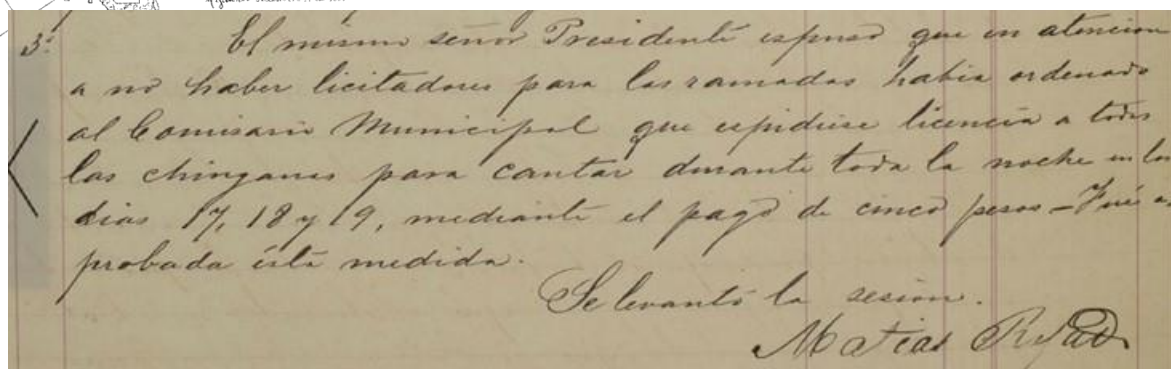 3º El mismo señor Presidente espuso que en atencion
a no haber licitadores para las ramadas habia ordenado
al Comisario Municipal que espidiese licencia a todas
las chinganas para cantar durante toda la noche en los
dias 17, 18 y 19, mediante el pago de cinco pesos - Fué a
probada ésta medida.
Se levantó la sesion.
Matias